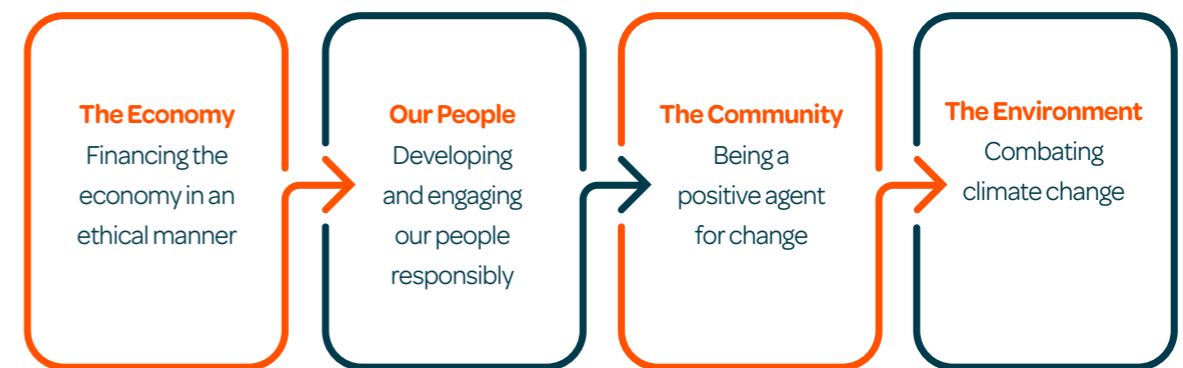 The Economy
Financing the
economy in an
ethical manner
Our People
Developing
and engaging
our people
responsibly
The Community
Being a
positive agent
for change
The Environment
Combating
climate change